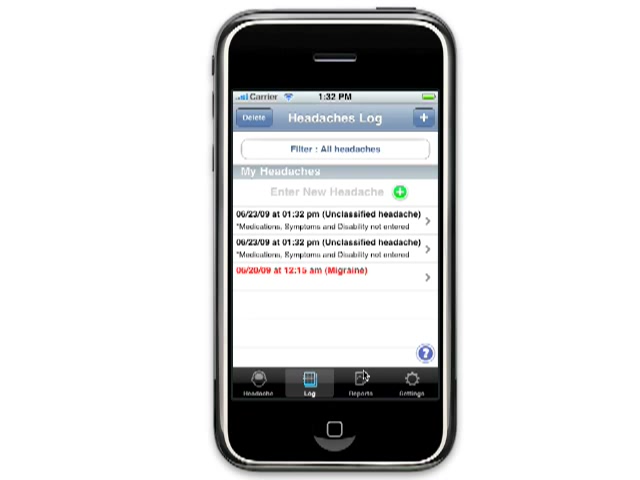 Carrier 1:32 PM
Delete Headaches Log +
Filter : All headaches
My Headaches
Enter New Headache
06/23/09 at 01:32 pm (Unclassified headache)
*Medications, Symptoms and Disability not entered
06/23/09 at 01:32 pm (Unclassified headache)
*Medications, Symptoms and Disability not entered
06/20/09 at 12:15 am (Migraine)
?
Headache Log Reports Settings